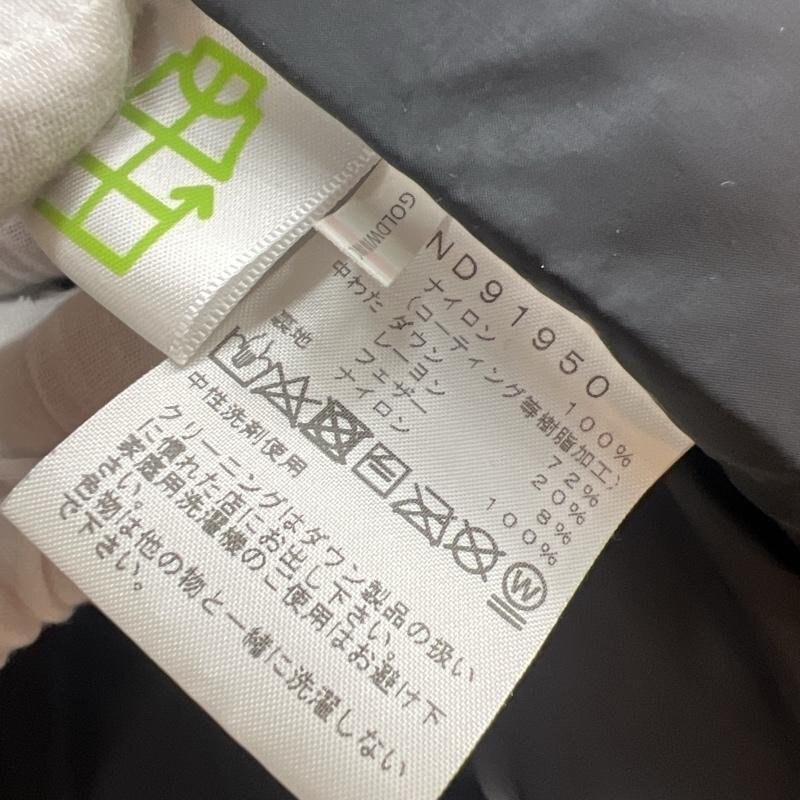 GOLDWIN
ND91950
ナイロン 100%
(コーティング等樹脂加工)
中わた ダウン 72%
レーヨン 20%
フェザー 8%
裏地 ナイロン 100%
W
中性洗剤使用
クリーニングはダウン製品の扱い
に慣れた店にお出し下さい。
家庭用洗濯機のご使用はお避け下
さい。
色物は他の物と一緒に洗濯しない
で下さい。